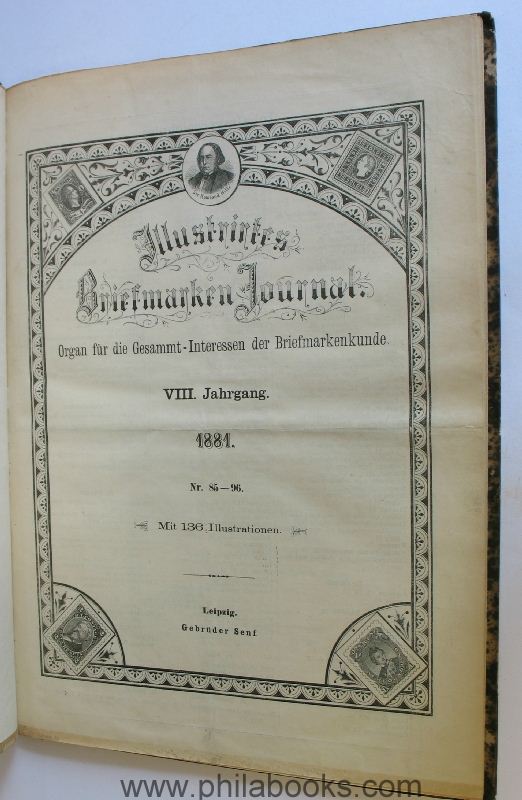 Illustrirtes
Briefmarken Journal.
Organ für die Gesammt-Interessen der Briefmarkenkunde.
VIII. Jahrgang.
1881.
Nr. 85—96.
Mit 136 Illustrationen.
Leipzig.
Gebrüder Senf
www.philabooks.com